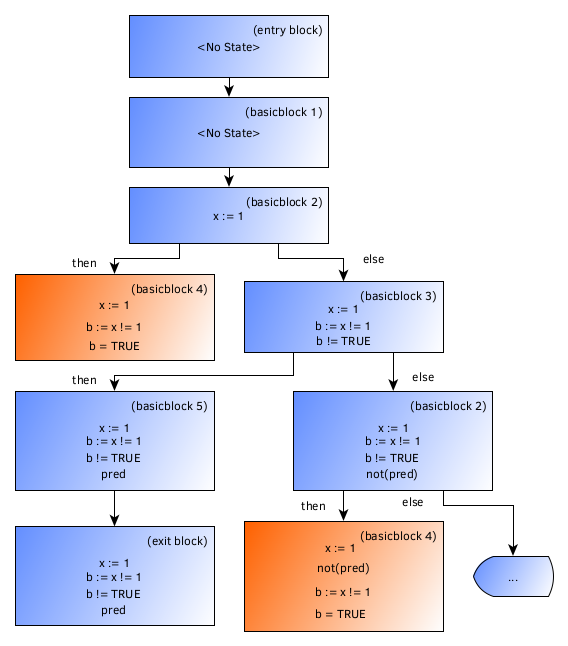 (entry block)
<No State>
(basicblock 1)
<No State>
(basicblock 2)
x := 1
then
else
(basicblock 4)
x := 1
b := x != 1
b = TRUE
(basicblock 3)
x := 1
b := x != 1
b != TRUE
then
else
(basicblock 5)
x := 1
b := x != 1
b != TRUE
pred
(basicblock 2)
x := 1
b := x != 1
b != TRUE
not(pred)
then
else
(exit block)
x := 1
b := x != 1
b != TRUE
pred
(basicblock 4)
x := 1
not(pred)
b := x != 1
b = TRUE
...